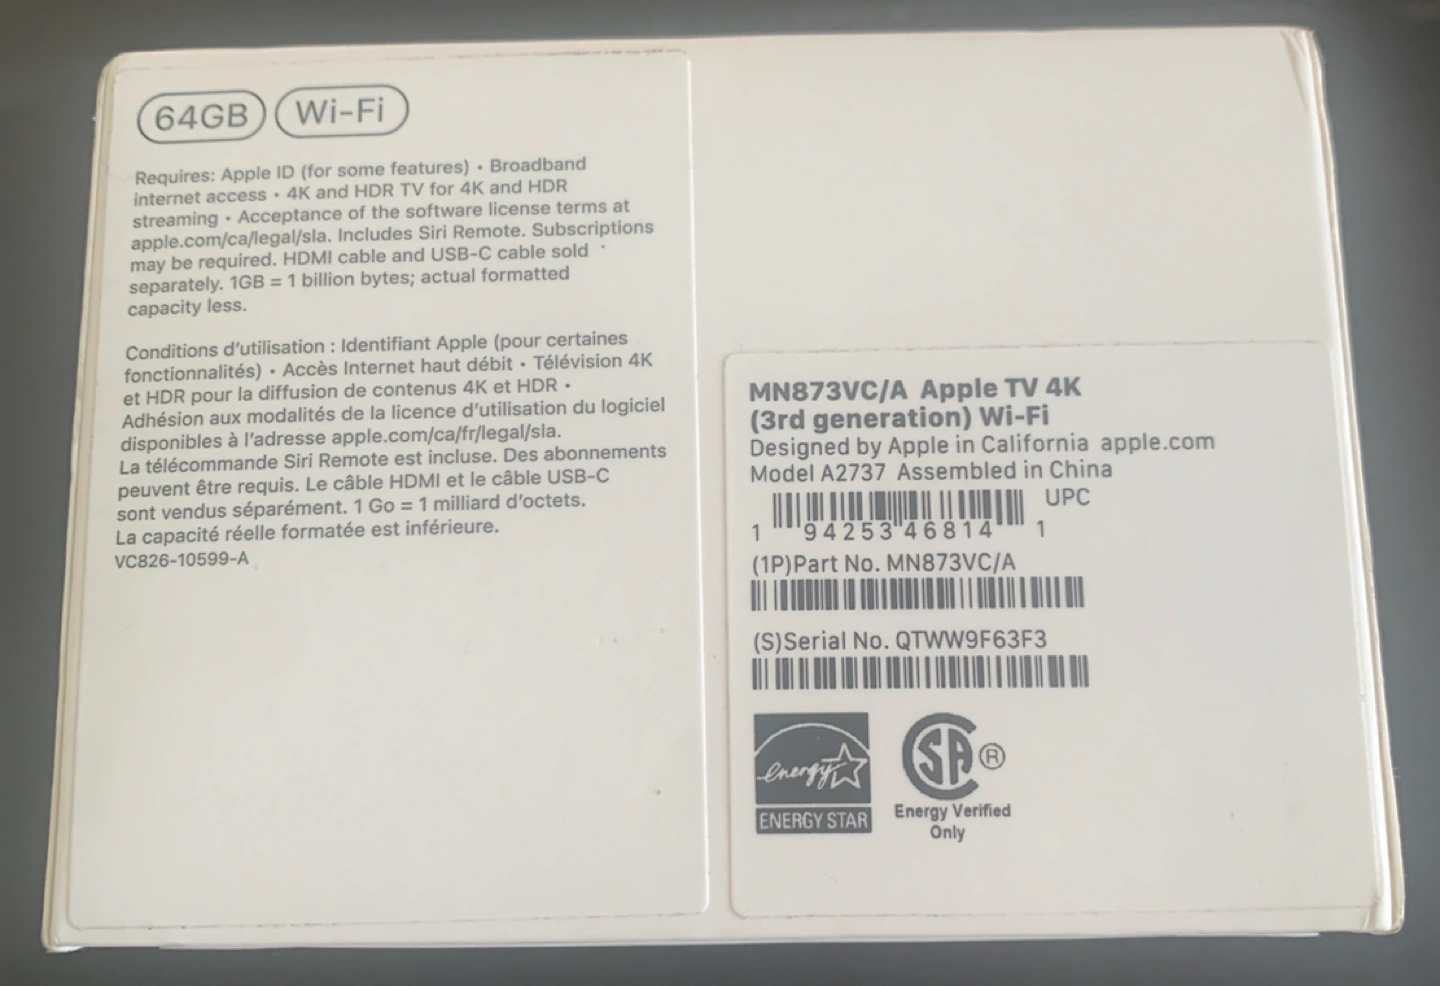 64GB Wi-Fi
Requires: Apple ID (for some features) • Broadband
internet access • 4K and HDR TV for 4K and HDR
streaming • Acceptance of the software license terms at
apple.com/ca/legal/sla. Includes Siri Remote. Subscriptions
may be required. HDMI cable and USB-C cable sold
separately. 1GB = 1 billion bytes; actual formatted
capacity less.
Conditions d'utilisation : Identifiant Apple (pour certaines
fonctionnalités) • Accès Internet haut débit • Télévision 4K
et HDR pour la diffusion de contenus 4K et HDR •
Adhésion aux modalités de la licence d'utilisation du logiciel
disponibles à l'adresse apple.com/ca/fr/legal/sla.
La télécommande Siri Remote est incluse. Des abonnements
peuvent être requis. Le câble HDMI et le câble USB-C
sont vendus séparément. 1 Go = 1 milliard d'octets.
La capacité réelle formatée est inférieure.
VC826-10599-A
MN873VC/A Apple TV 4K
(3rd generation) Wi-Fi
Designed by Apple in California apple.com
Model A2737 Assembled in China
UPC
1 94253 46814 1
(1P)Part No. MN873VC/A
(S)Serial No. QTWW9F63F3
energy
ENERGY STAR
SA ®
Energy Verified
Only